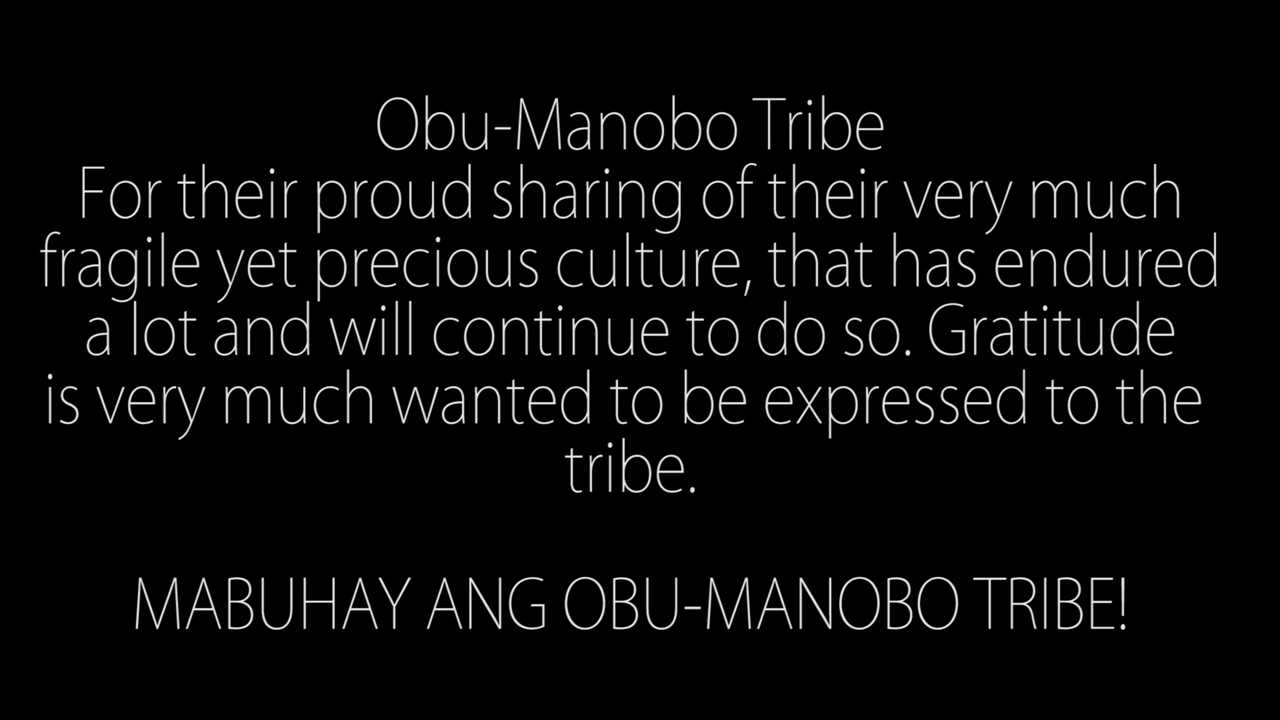 Obu-Manobo Tribe
For their proud sharing of their very much
fragile yet precious culture, that has endured
a lot and will continue to do so. Gratitude
is very much wanted to be expressed to the
tribe.
MABUHAY ANG OBU-MANOBO TRIBE!